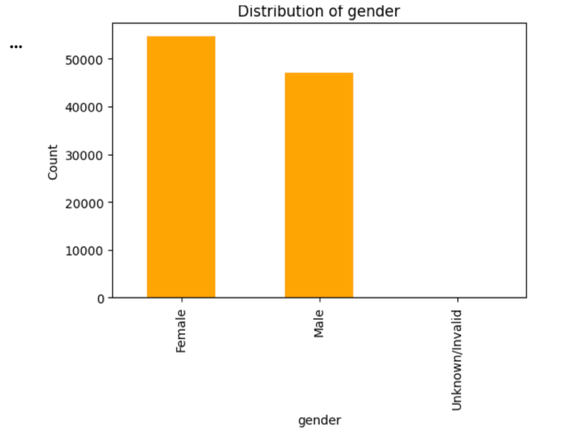 Distribution of gender
...
50000
40000
30000
20000
10000
0
Count
Female
Male
Unknown/Invalid
gender